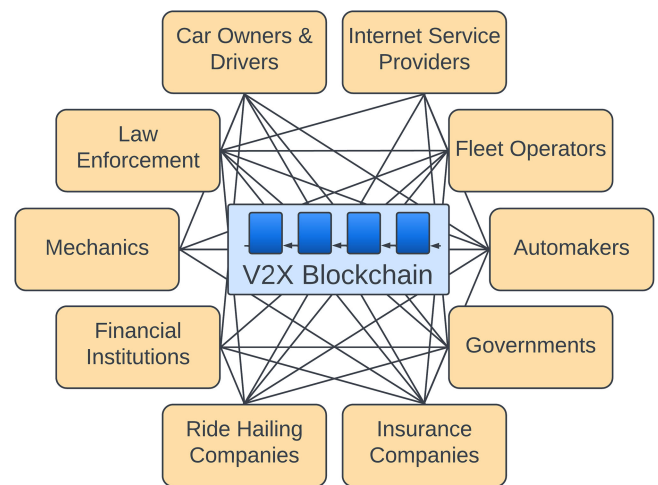 Car Owners &
Drivers
Internet Service
Providers
Law
Enforcement
Fleet Operators
Mechanics
V2X Blockchain
Automakers
Financial
Institutions
Governments
Ride Hailing
Companies
Insurance
Companies